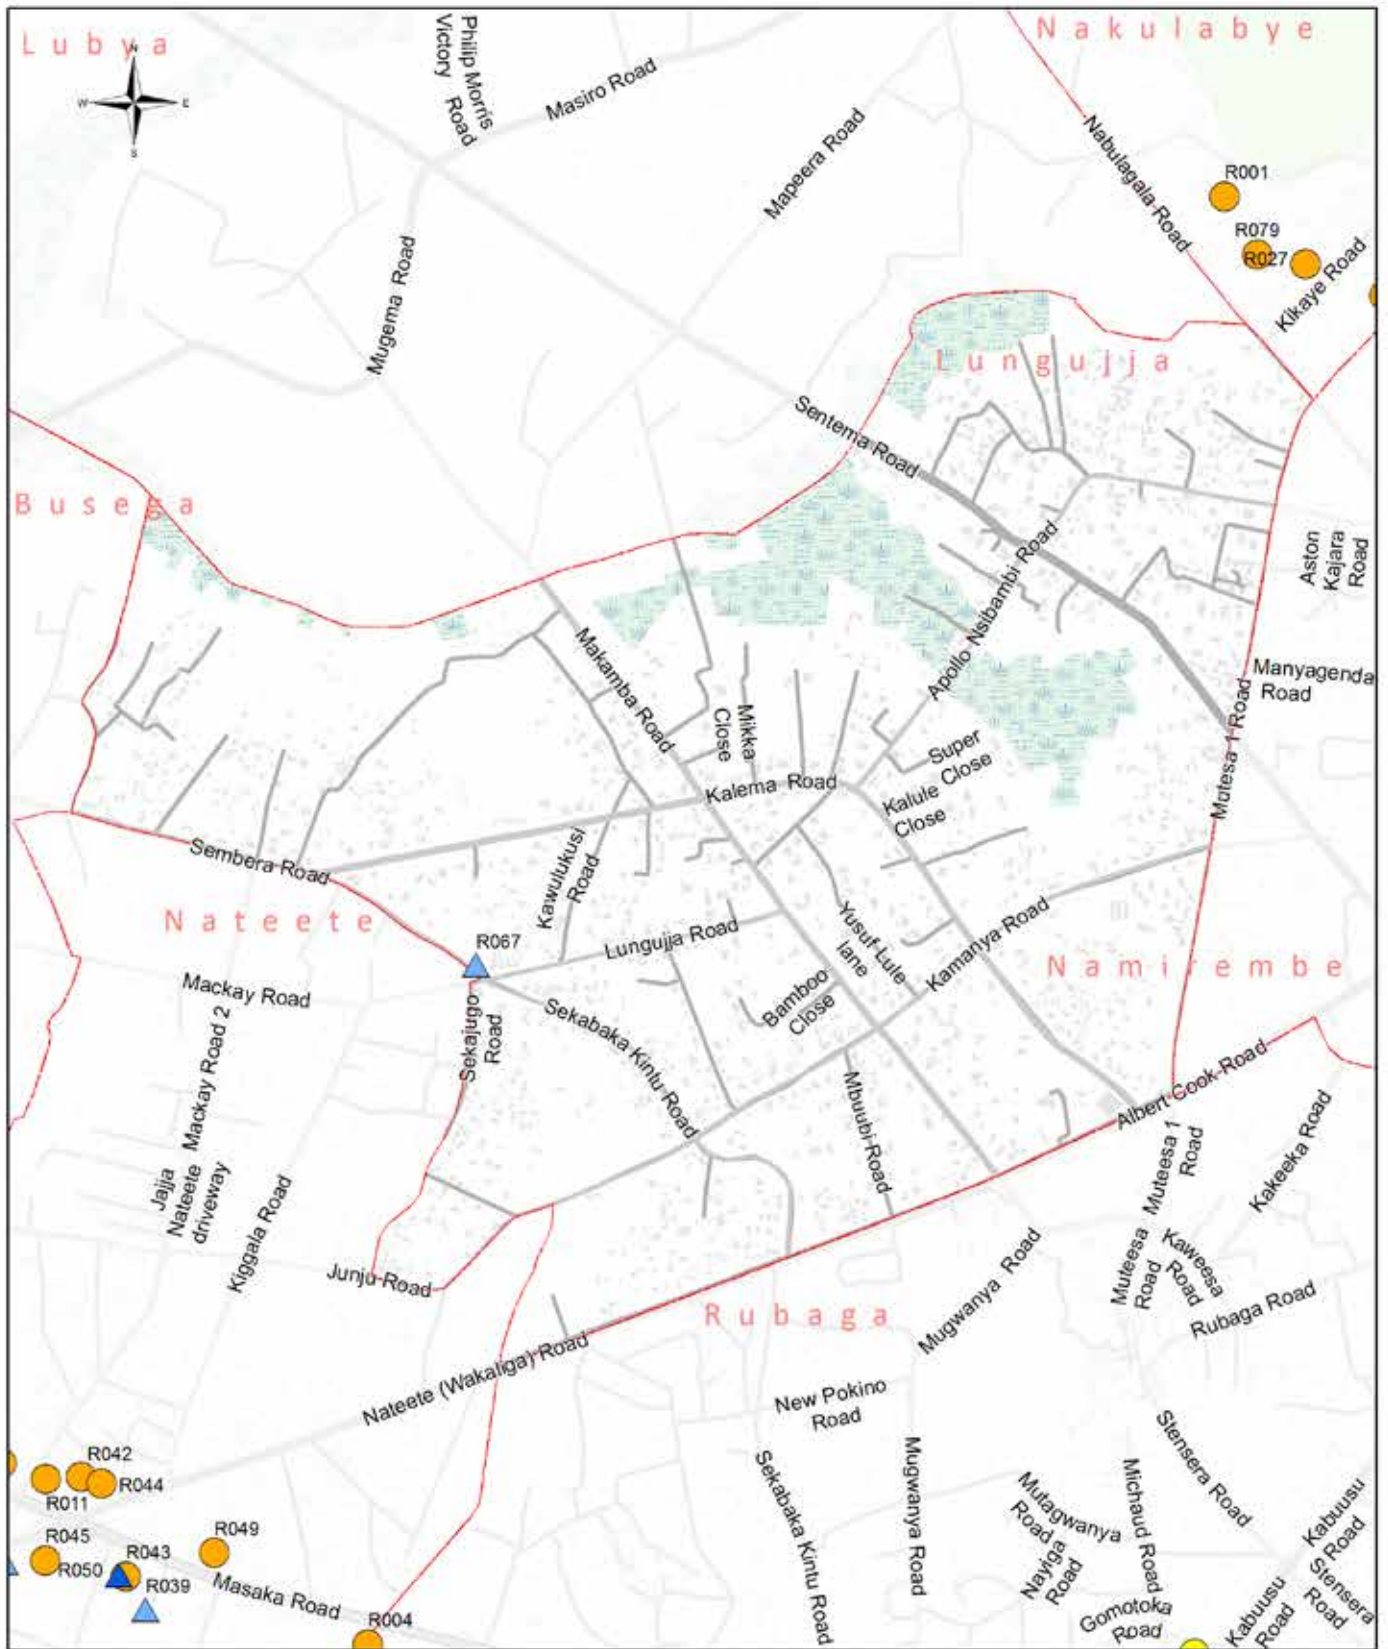 Lubya
Nakulabye
N
W
E
S
Philip Morris
Victory Road
Masiro Road
Mapeera Road
Nabulagala Road
R001
R079
R027
Kikaye Road
Mugema Road
Lungujja
Sentema Road
Busega
Apollo Nsibambi Road
Aston
Kajara
Road
Makamba Road
Mikka
Close
Manyagenda
Road
Mutesa 1 Road
Super
Close
Kalema Road
Kalule
Close
Sembera Road
Kawulukusi
Road
Nateete
R067
Lungujja Road
Yusuf Lule
lane
Kamanya Road
Namirembe
Mackay Road
Bamboo
Close
Sekajugo
Road
Sekabaka Kintu Road
Mackay Road 2
Mbuubi Road
Albert Cook Road
Jajja
Nateete
driveway
Kiggala Road
Muteesa 1
Road
Kakeeka Road
Junju Road
Muteesa
Road
Kaweesa
Road
Rubaga
Mugwanya Road
Rubaga Road
Nateete (Wakaliga) Road
New Pokino
Road
R042
R044
R011
R045
R050
R043
R049
R039
Masaka Road
R004
Sekabaka Kintu Road
Mugwanya Road
Mutagwanya
Road
Nayiga
Road
Michaud Road
Gomotoka
Road
Stensera Road
Kabuusu
Road
Stensera
Road
Kabuusu
Road